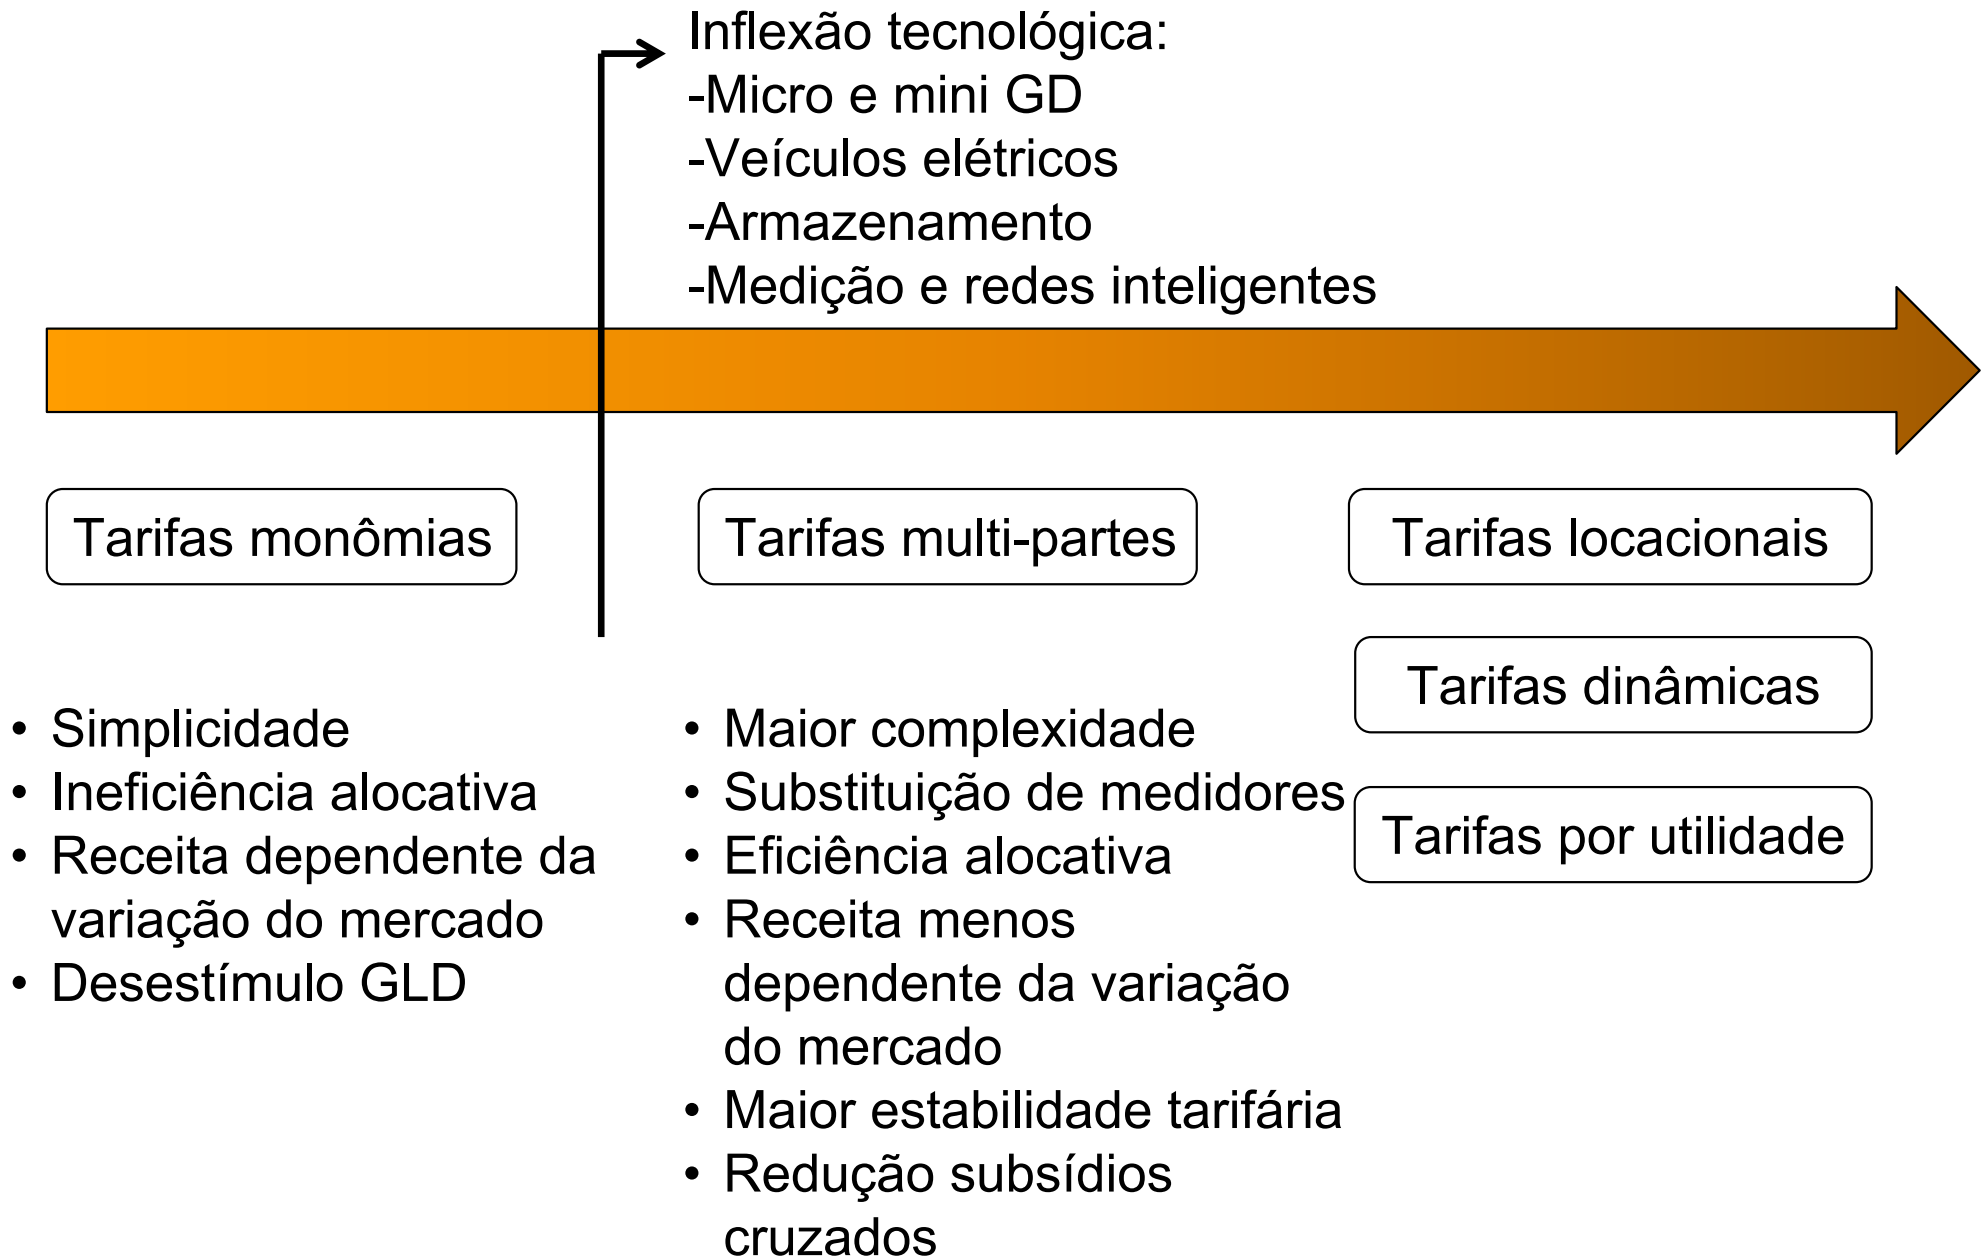 Inflexão tecnológica:
-Micro e mini GD
-Veículos elétricos
-Armazenamento
-Medição e redes inteligentes
Tarifas monômias
Tarifas multi-partes
Tarifas locacionais
Tarifas dinâmicas
Tarifas por utilidade
• Simplicidade
• Ineficiência alocativa
• Receita dependente da
variação do mercado
• Desestímulo GLD
• Maior complexidade
• Substituição de medidores
• Eficiência alocativa
• Receita menos
dependente da variação
do mercado
• Maior estabilidade tarifária
• Redução subsídios
cruzados